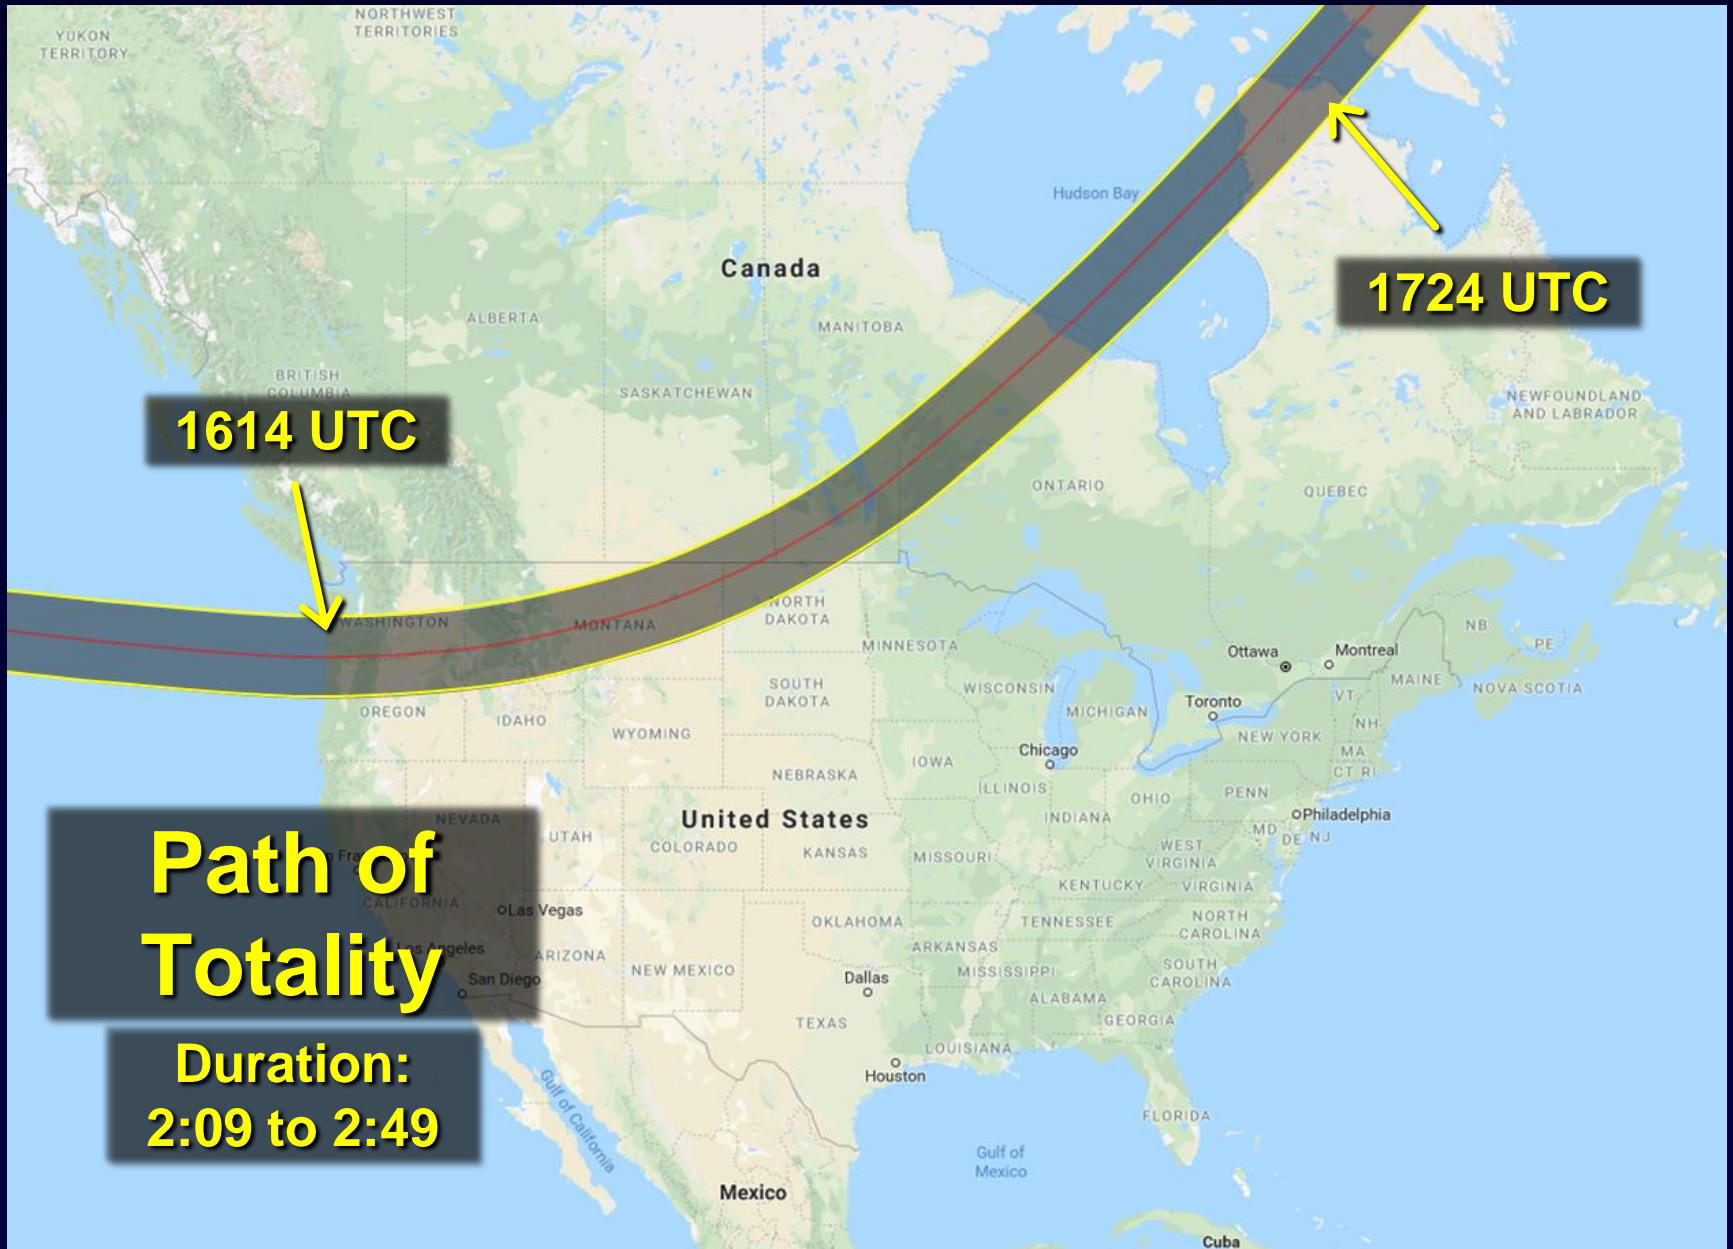 YUKON
TERRITORY
NORTHWEST
TERRITORIES
Hudson Bay
Canada
1724 UTC
ALBERTA
MANITOBA
BRITISH
COLUMBIA
SASKATCHEWAN
NEWFOUNDLAND
AND LABRADOR
1614 UTC
ONTARIO
QUEBEC
WASHINGTON
MONTANA
NORTH
DAKOTA
MINNESOTA
NB
PE
Ottawa
Montreal
MAINE
NOVA SCOTIA
SOUTH
DAKOTA
WISCONSIN
MICHIGAN
Toronto
VT
NH
OREGON
IDAHO
WYOMING
NEW YORK
MA
CT RI
Chicago
IOWA
NEBRASKA
ILLINOIS
OHIO
PENN
INDIANA
Philadelphia
United States
NEVADA
UTAH
COLORADO
KANSAS
MISSOURI
WEST
VIRGINIA
MD
DE
NJ
KENTUCKY
VIRGINIA
Path of
Totality
CALIFORNIA
Las Vegas
Los Angeles
San Diego
ARIZONA
NEW MEXICO
OKLAHOMA
TENNESSEE
NORTH
CAROLINA
ARKANSAS
MISSISSIPPI
SOUTH
CAROLINA
Dallas
ALABAMA
GEORGIA
TEXAS
LOUISIANA
Houston
Duration:
2:09 to 2:49
Gulf of California
FLORIDA
Gulf of
Mexico
Mexico
Cuba